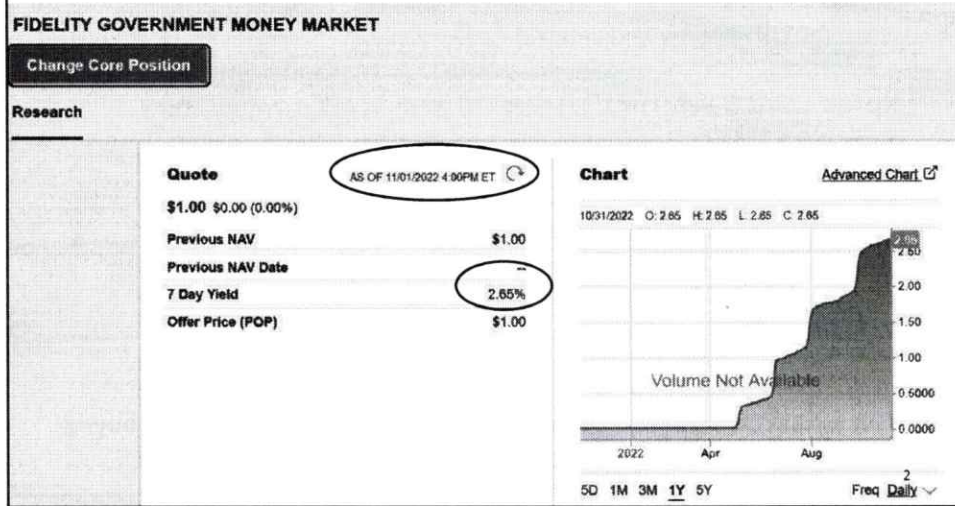 FIDELITY GOVERNMENT MONEY MARKET
Change Core Position
Research
Quote AS OF 11/01/2022 4:00PM ET
$1.00 $0.00 (0.00%)
Previous NAV $1.00
Previous NAV Date --
7 Day Yield 2.65%
Offer Price (POP) $1.00
Chart Advanced Chart
10/31/2022 O: 2.65 H: 2.65 L: 2.65 C: 2.65
2.65
2.50
2.00
1.50
1.00
Volume Not Available
0.5000
0.0000
2022 Apr Aug
2
5D 1M 3M 1Y 5Y Freq Daily